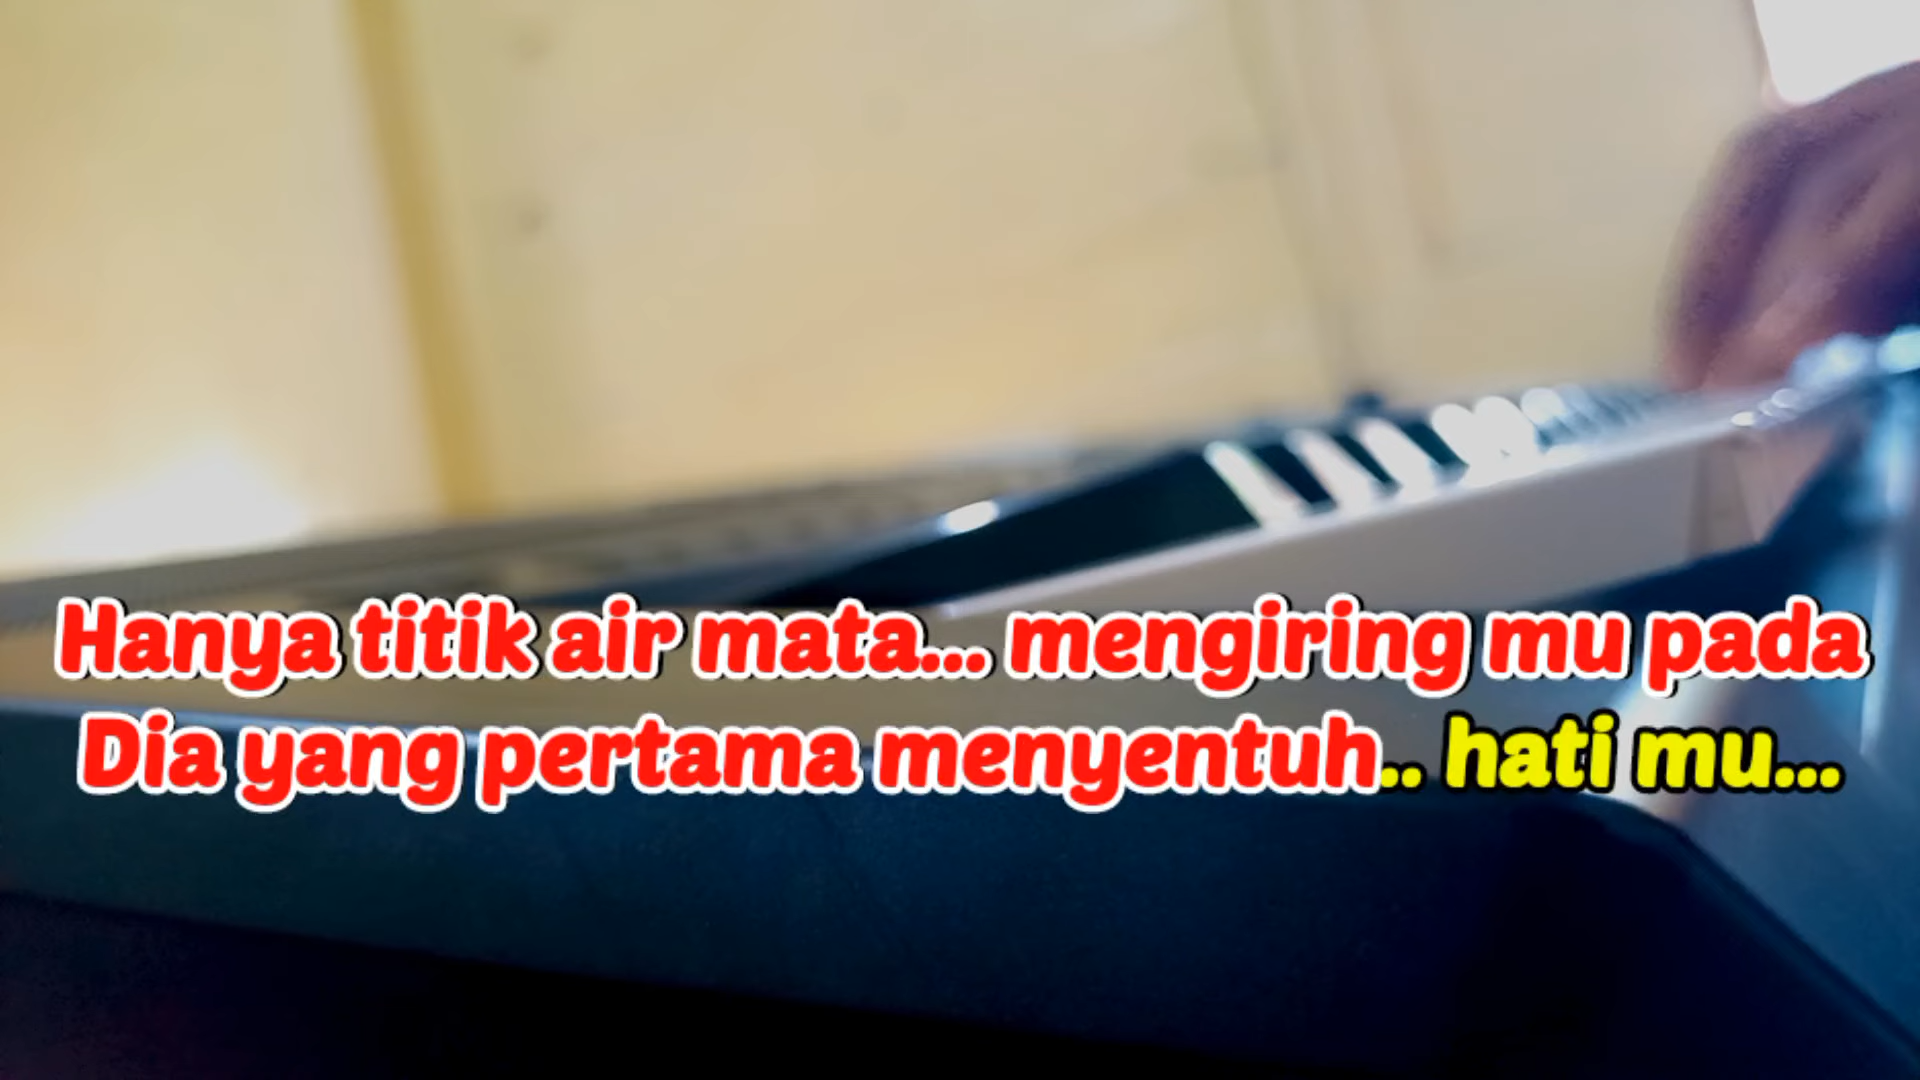 Hanya titik air mata... mengiring mu pada
Dia yang pertama menyentuh.. hati mu...